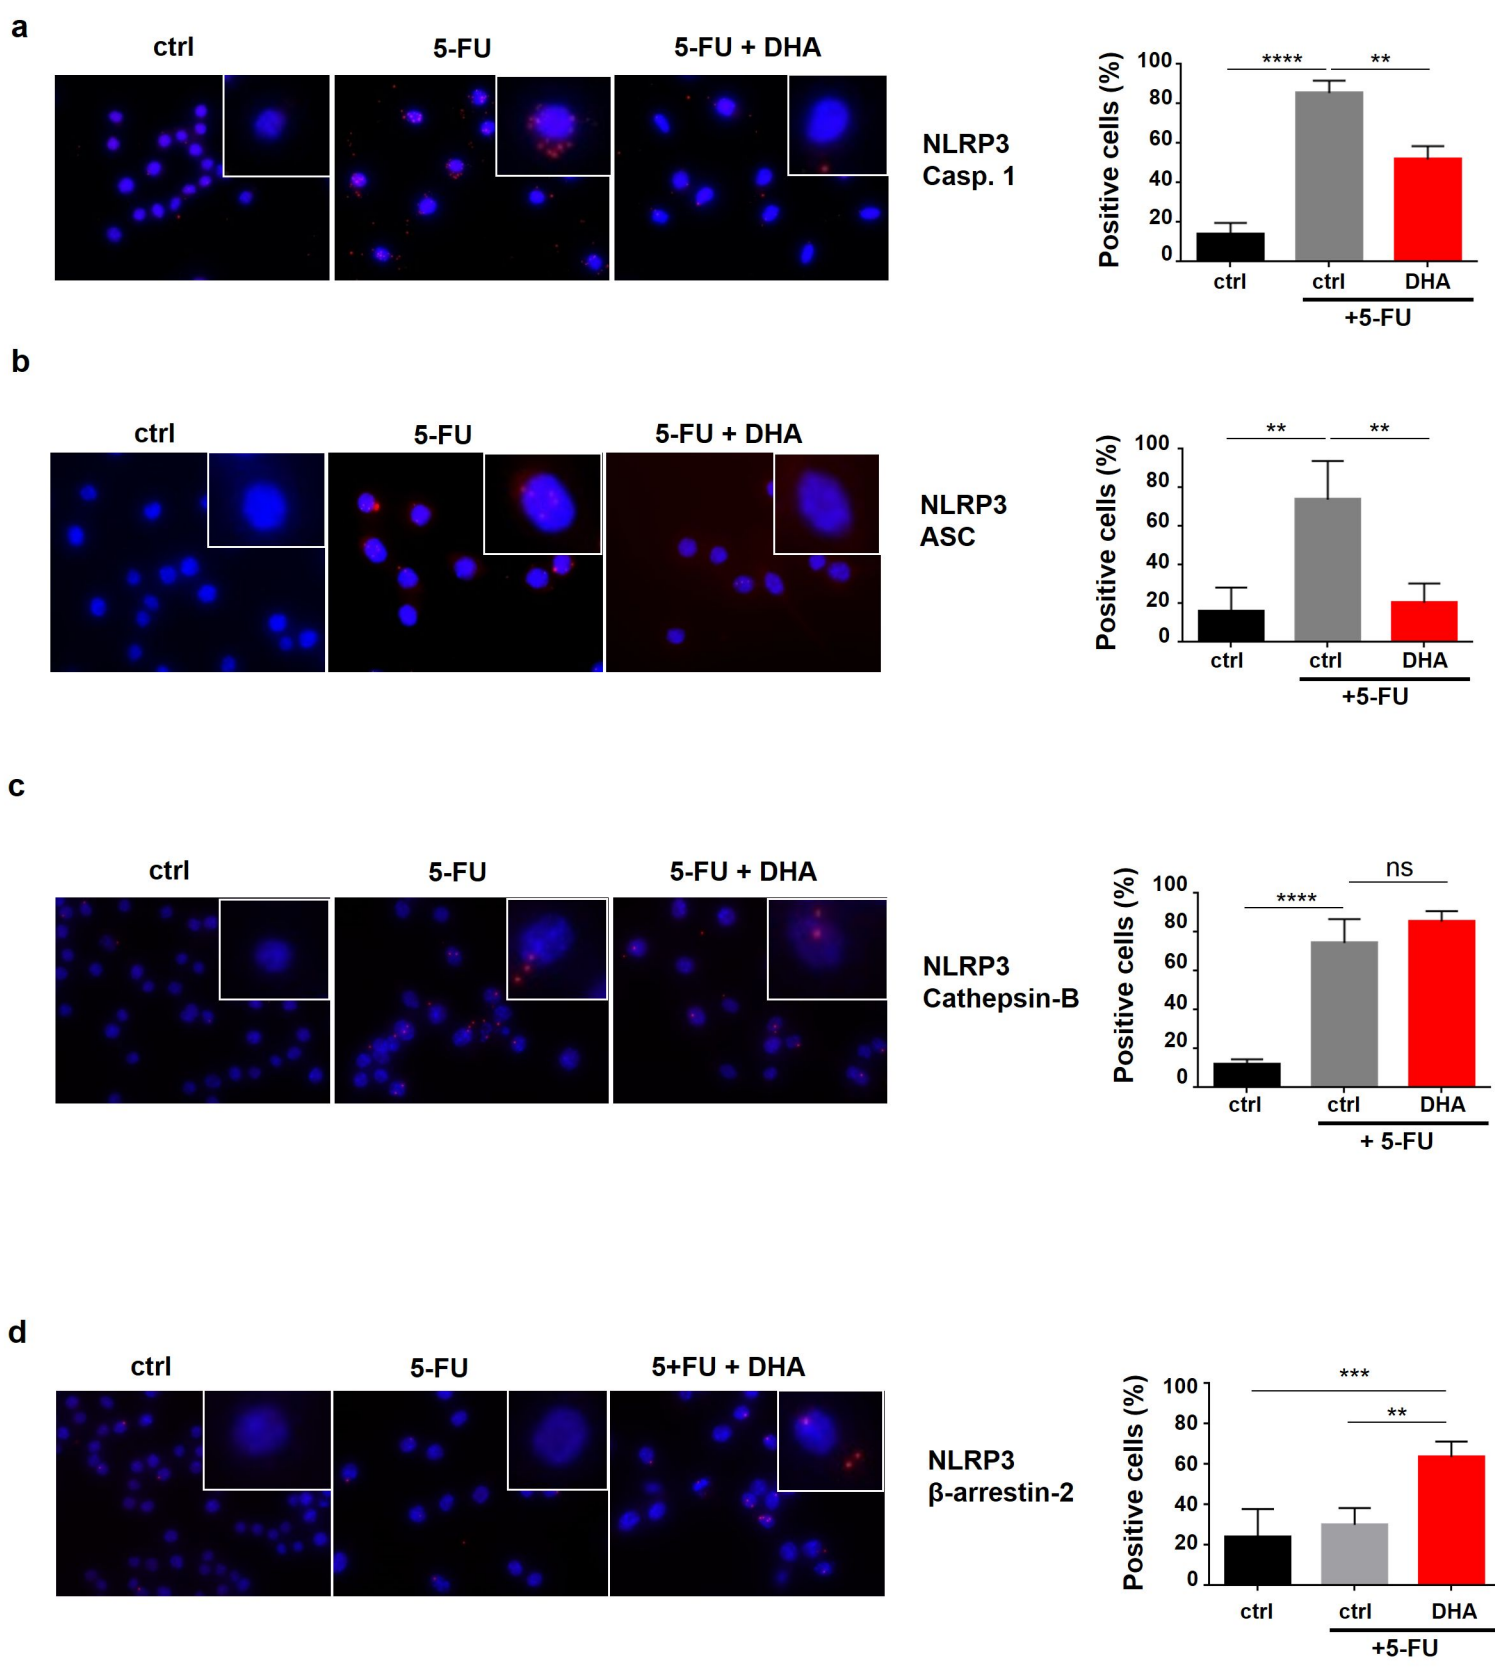 a
ctrl
5-FU
5-FU + DHA
NLRP3
Casp. 1
Positive cells (%)
100
80
60
40
20
0
****
**
ctrl
ctrl
DHA
+5-FU
b
ctrl
5-FU
5-FU + DHA
NLRP3
ASC
Positive cells (%)
100
80
60
40
20
0
**
**
ctrl
ctrl
DHA
+5-FU
c
ctrl
5-FU
5-FU + DHA
NLRP3
Cathepsin-B
Positive cells (%)
100
80
60
40
20
0
****
ns
ctrl
ctrl
DHA
+ 5-FU
d
ctrl
5-FU
5+FU + DHA
NLRP3
β-arrestin-2
Positive cells (%)
100
80
60
40
20
0
***
**
ctrl
ctrl
DHA
+5-FU